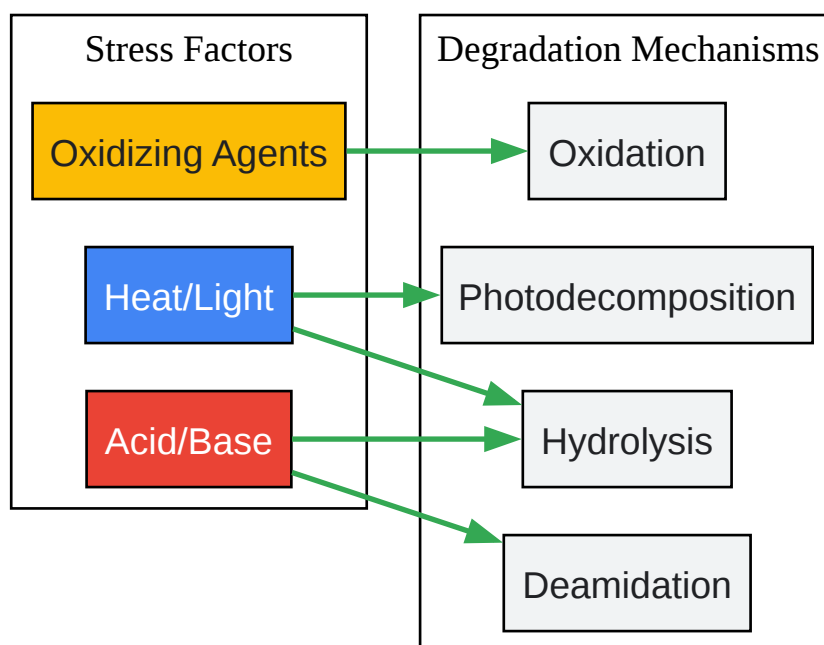 Stress Factors
Oxidizing Agents
Heat/Light
Acid/Base
Degradation Mechanisms
Oxidation
Photodecomposition
Hydrolysis
Deamidation